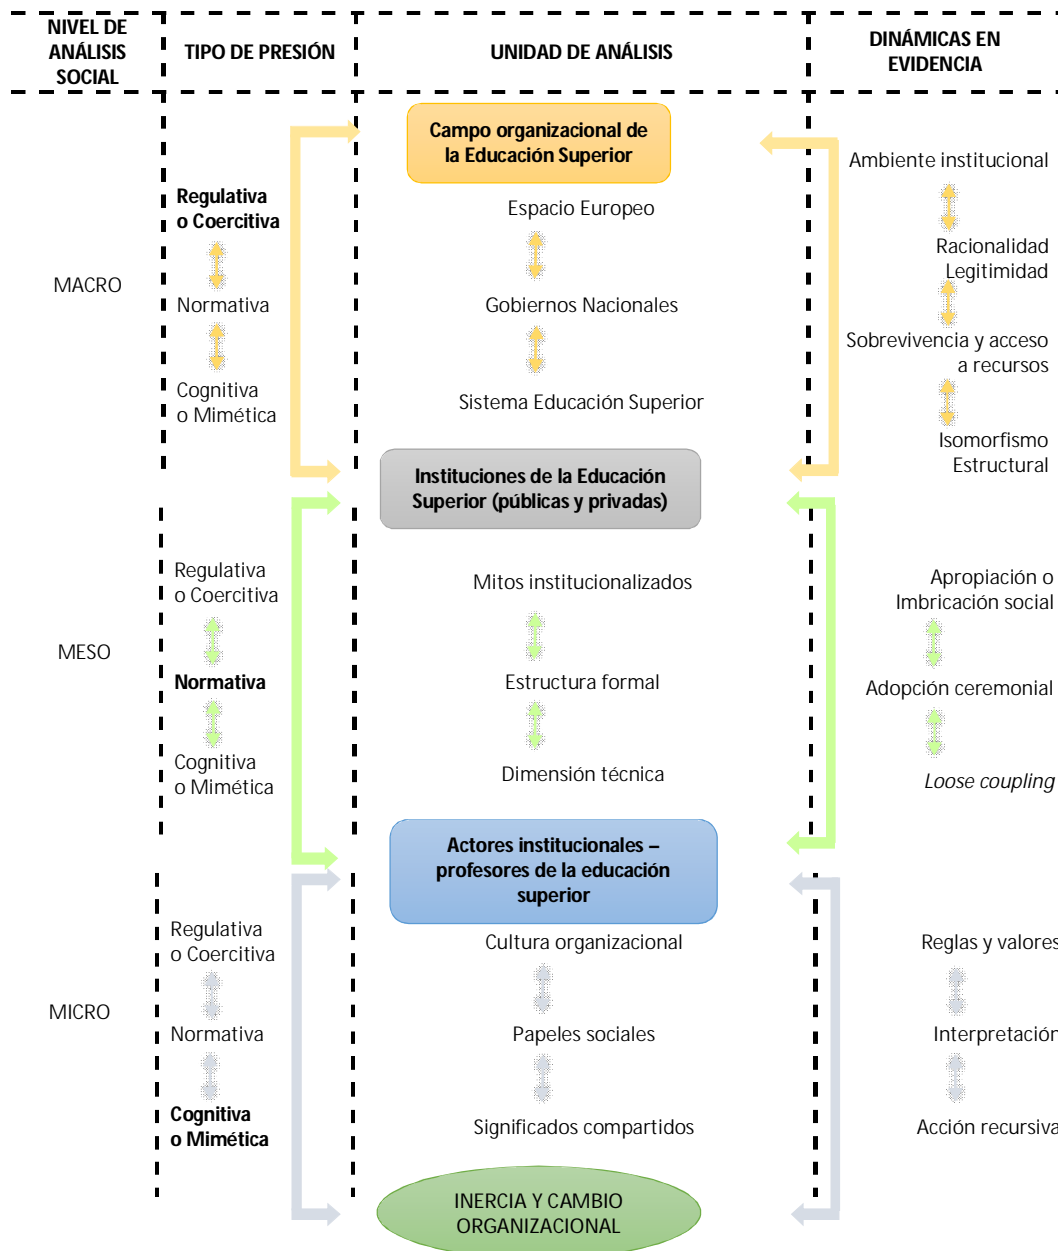 NIVEL DE
ANÁLISIS
SOCIAL
TIPO DE PRESIÓN
UNIDAD DE ANÁLISIS
DINÁMICAS EN
EVIDENCIA
MACRO
Regulativa
o Coercitiva
Normativa
Cognitiva
o Mimética
Campo organizacional de
la Educación Superior
Espacio Europeo
Gobiernos Nacionales
Sistema Educación Superior
Ambiente institucional
Racionalidad
Legitimidad
Sobrevivencia y acceso
a recursos
Isomorfismo
Estructural
Instituciones de la Educación
Superior (públicas y privadas)
MESO
Regulativa
o Coercitiva
Normativa
Cognitiva
o Mimética
Mitos institucionalizados
Estructura formal
Dimensión técnica
Apropiación o
Imbricación social
Adopción ceremonial
Loose coupling
Actores institucionales –
profesores de la educación
superior
MICRO
Regulativa
o Coercitiva
Normativa
Cognitiva
o Mimética
Cultura organizacional
Papeles sociales
Significados compartidos
Reglas y valores
Interpretación
Acción recursiva
INERCIA Y CAMBIO
ORGANIZACIONAL